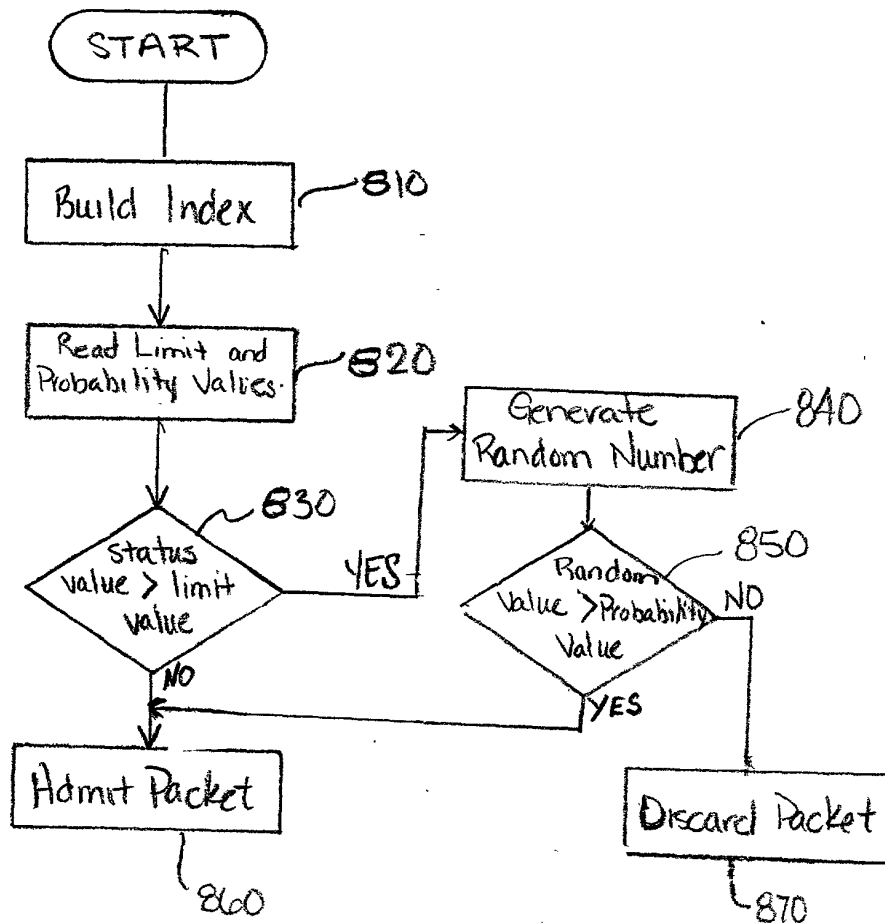 START
Build Index
810
Read Limit and
Probability Values.
820
830
status
value > limit
value
YES
NO
Generate
Random Number
840
850
Random
Value > Probability
Value
NO
YES
Admit Packet
860
Discard Packet
870